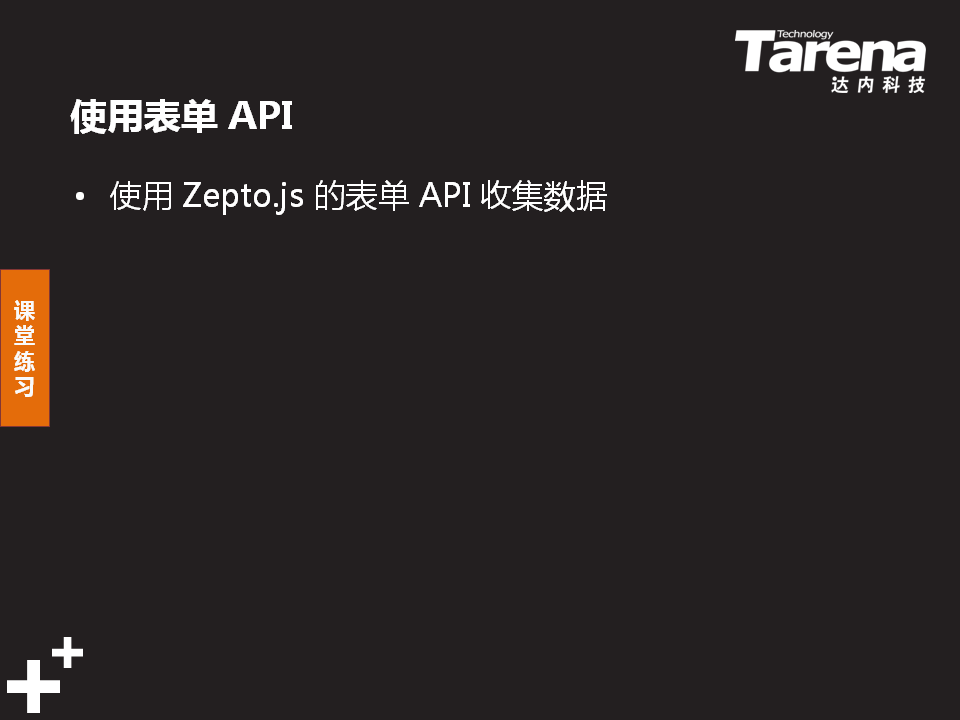 Technology
Tarena
达内科技
使用表单 API
• 使用 Zepto.js 的表单 API 收集数据
课
堂
练
习